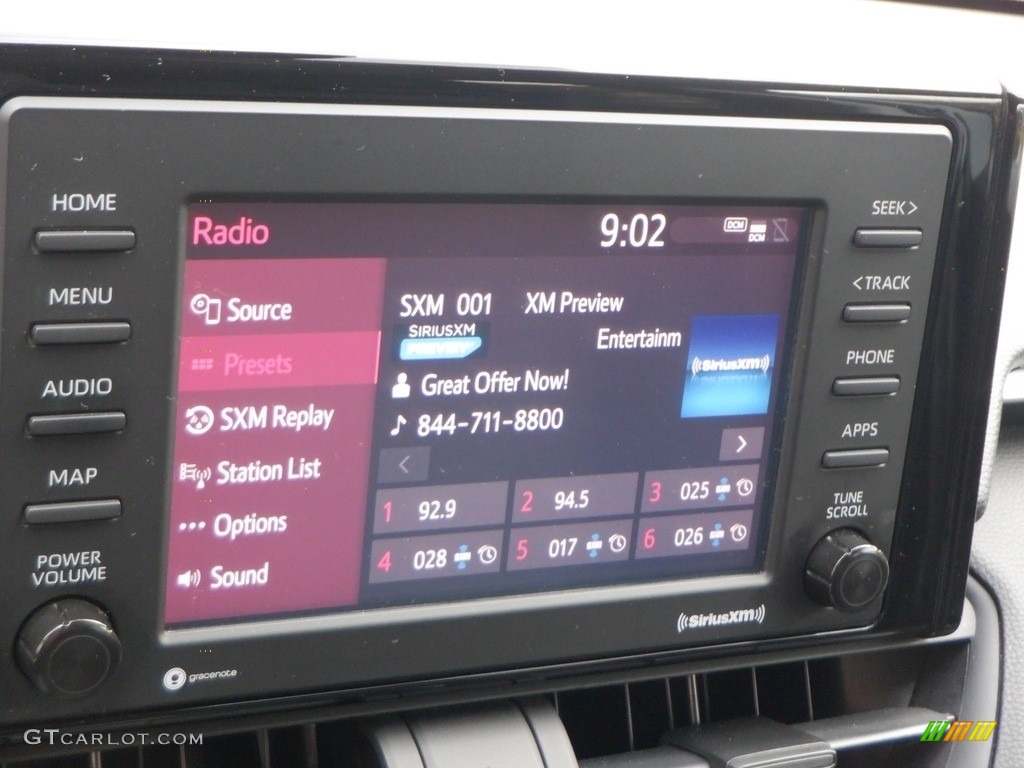 HOME
MENU
AUDIO
MAP
POWER
VOLUME
Radio
9:02
DCM
DCM
Source
Presets
SXM Replay
Station List
Options
Sound
SXM 001 XM Preview
SIRIUSXM
PREVIEW
Entertainm
Great Offer Now!
844-711-8800
((SiriusXM))
1 92.9
2 94.5
3 025
4 028
5 017
6 026
SEEK >
< TRACK
PHONE
APPS
TUNE
SCROLL
((SiriusXM))
gracenote
GTCARLOT.COM